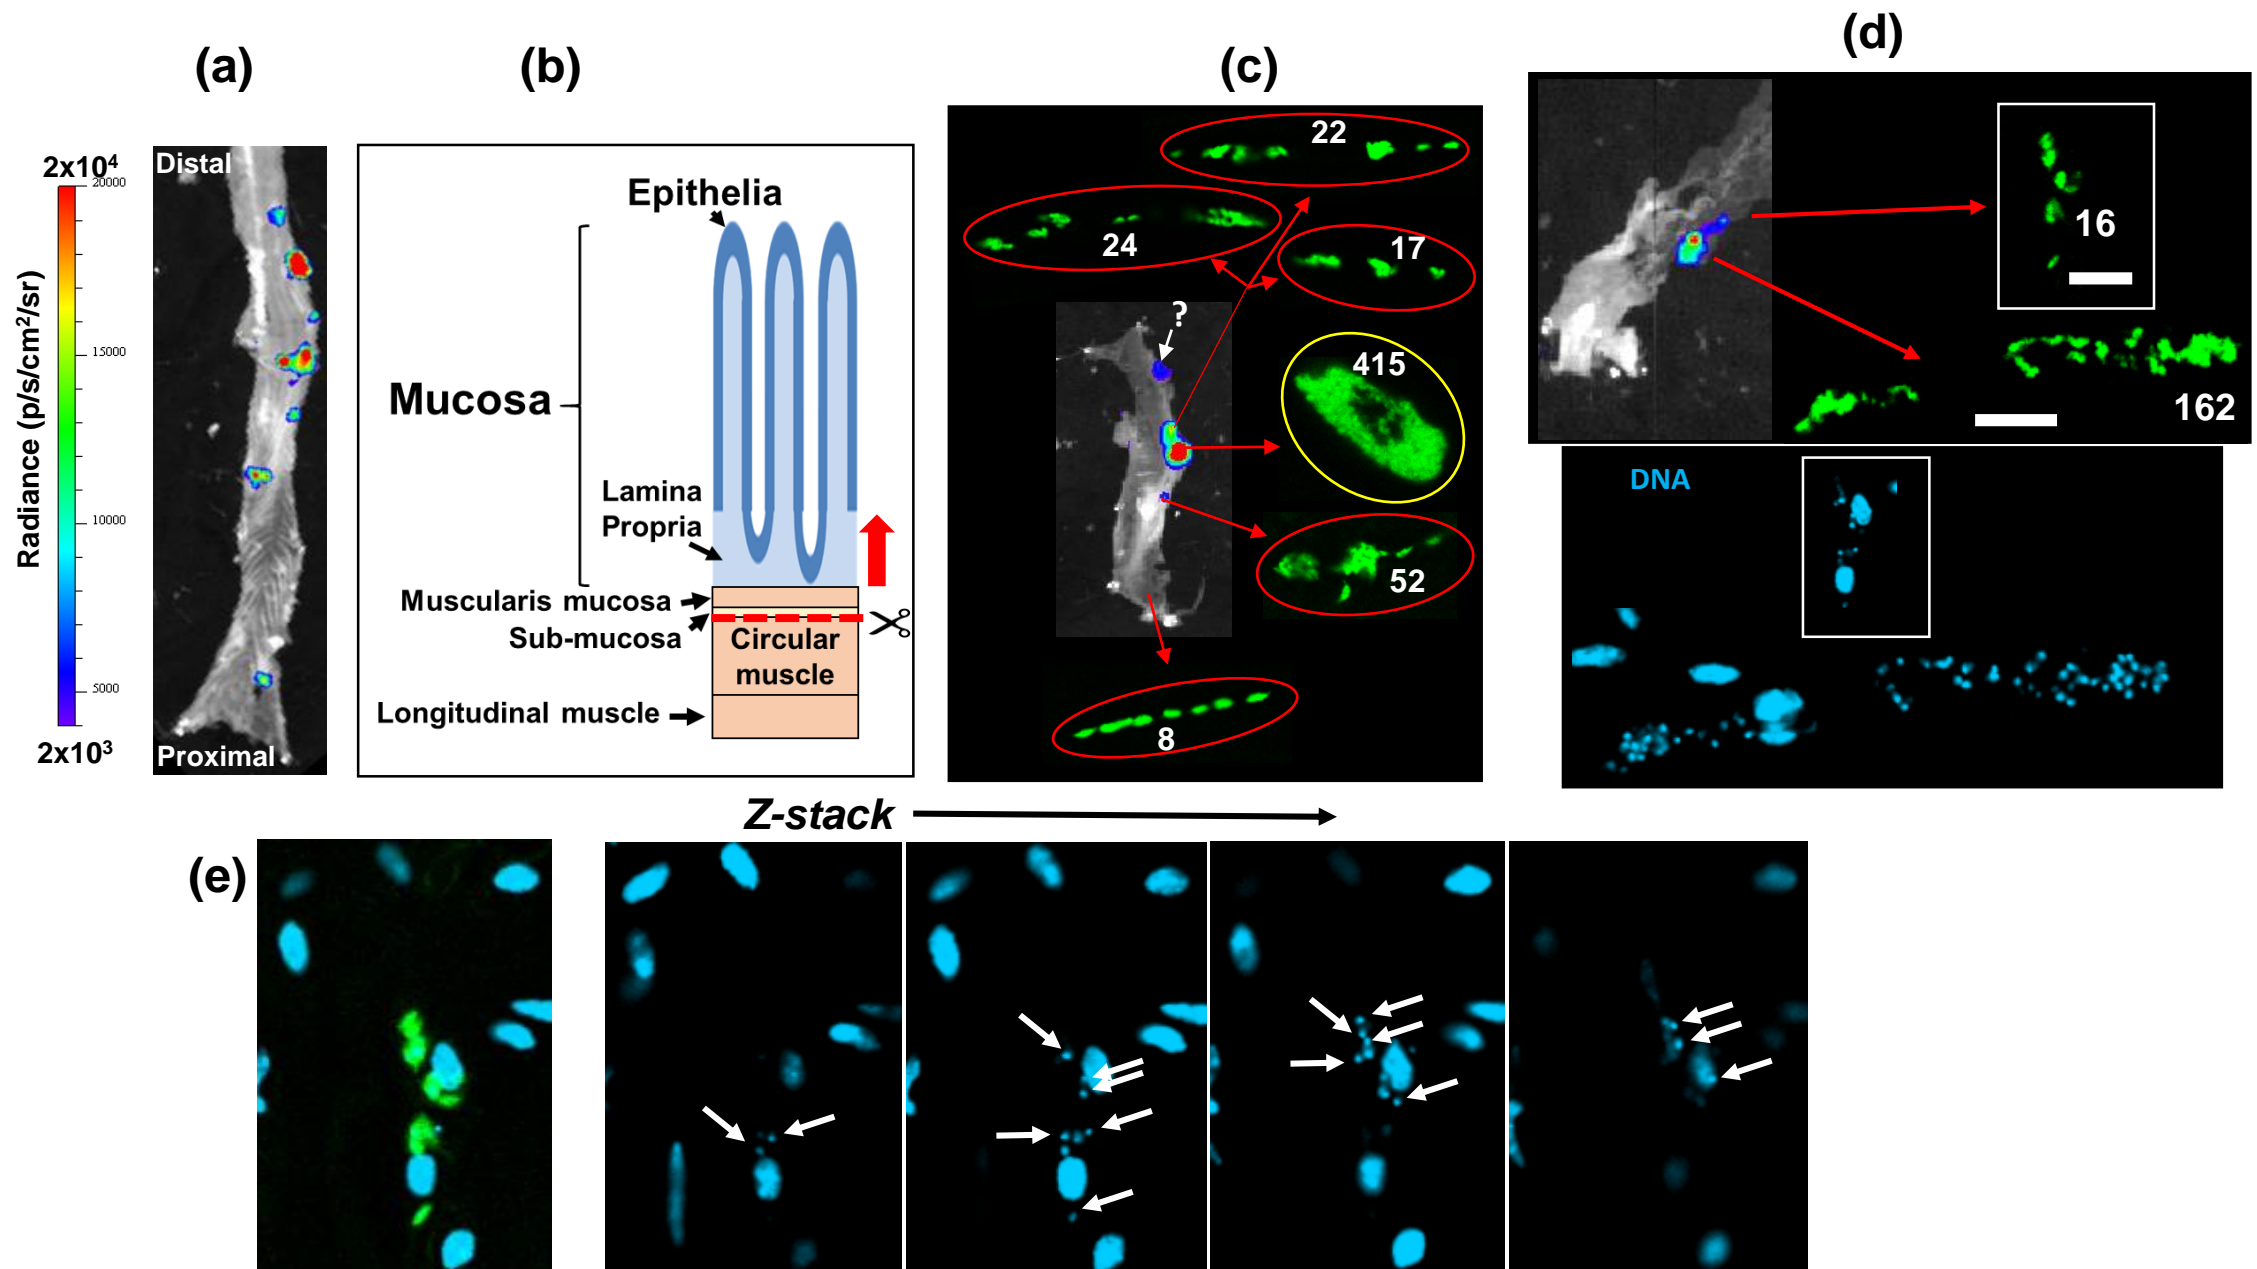 (a)
(b)
(c)
(d)
2x10⁴
20000
15000
10000
5000
2x10³
Radiance (p/s/cm²/sr)
Distal
Proximal
Epithelia
Mucosa
Lamina
Propria
Muscularis mucosa
Sub-mucosa
Circular
muscle
Longitudinal muscle
22
24
17
?
415
52
8
16
162
DNA
Z-stack
(e)